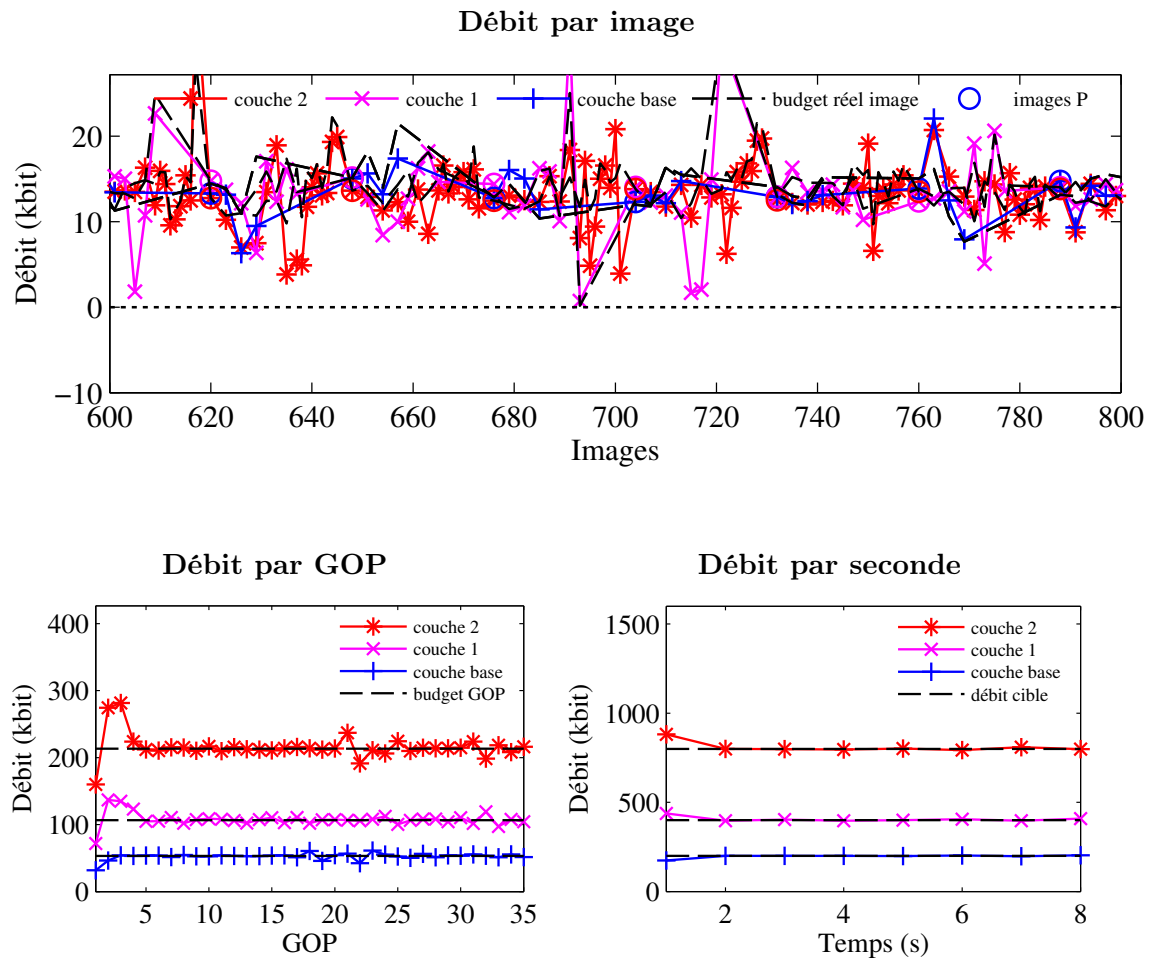 Débit par image
couche 2 couche 1 couche base budget réel image images P
20
10
0
−10
Débit (kbit)
600 620 640 660 680 700 720 740 760 780 800
Images
Débit par GOP
400
300
200
100
0
Débit (kbit)
couche 2
couche 1
couche base
budget GOP
5 10 15 20 25 30 35
GOP
Débit par seconde
1500
1000
500
0
Débit (kbit)
couche 2
couche 1
couche base
débit cible
2 4 6 8
Temps (s)